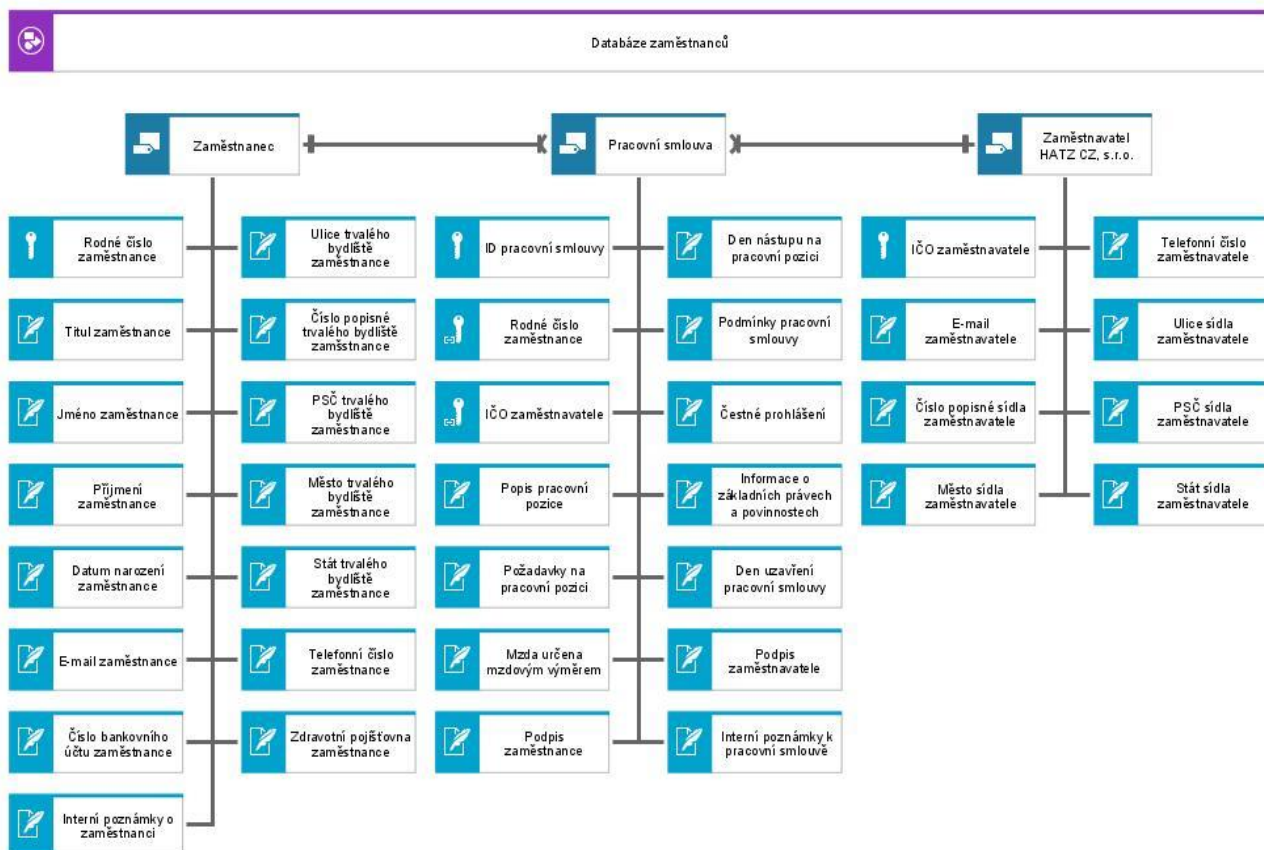 Databáze zaměstnanců
Zaměstnanec
Pracovní smlouva
Zaměstnavatel
HATZ CZ, s.r.o.
Rodné číslo
zaměstnance
Ulice trvalého
bydliště
zaměstnance
ID pracovní smlouvy
Den nástupu na
pracovní pozici
IČO zaměstnavatele
Telefonní číslo
zaměstnavatele
Titul zaměstnance
Číslo popisné
trvalého bydliště
zamšstnance
Rodné číslo
zaměstnance
Podmínky pracovní
smlouvy
E-mail
zaměstnavatele
Ulice sídla
zaměstnavatele
Jméno zaměstnance
PSČ trvalého
bydliště
zaměstnance
IČO zaměstnavatele
Čestné prohlášení
Číslo popisné sídla
zaměstnavatele
PSČ sídla
zaměstnavatele
Příjmení
zaměstnance
Město trvalého
bydliště
zaměstnance
Popis pracovní
pozice
Informace o
základních právech
a povinnostech
Město sídla
zaměstnavatele
Stát sídla
zaměstnavatele
Datum narození
zaměstnance
Stát trvalého
bydliště
zaměstnance
Požadavky na
pracovní pozici
Den uzavření
pracovní smlouvy
E-mail zaměstnance
Telefonní číslo
zaměstnance
Mzda určena
mzdovým výměrem
Podpis
zaměstnavatele
Číslo bankovního
účtu zaměstnance
Zdravotní pojišťovna
zaměstnance
Podpis
zaměstnance
Interní poznámky k
pracovní smlouvě
Interní poznámky o
zaměstnanci